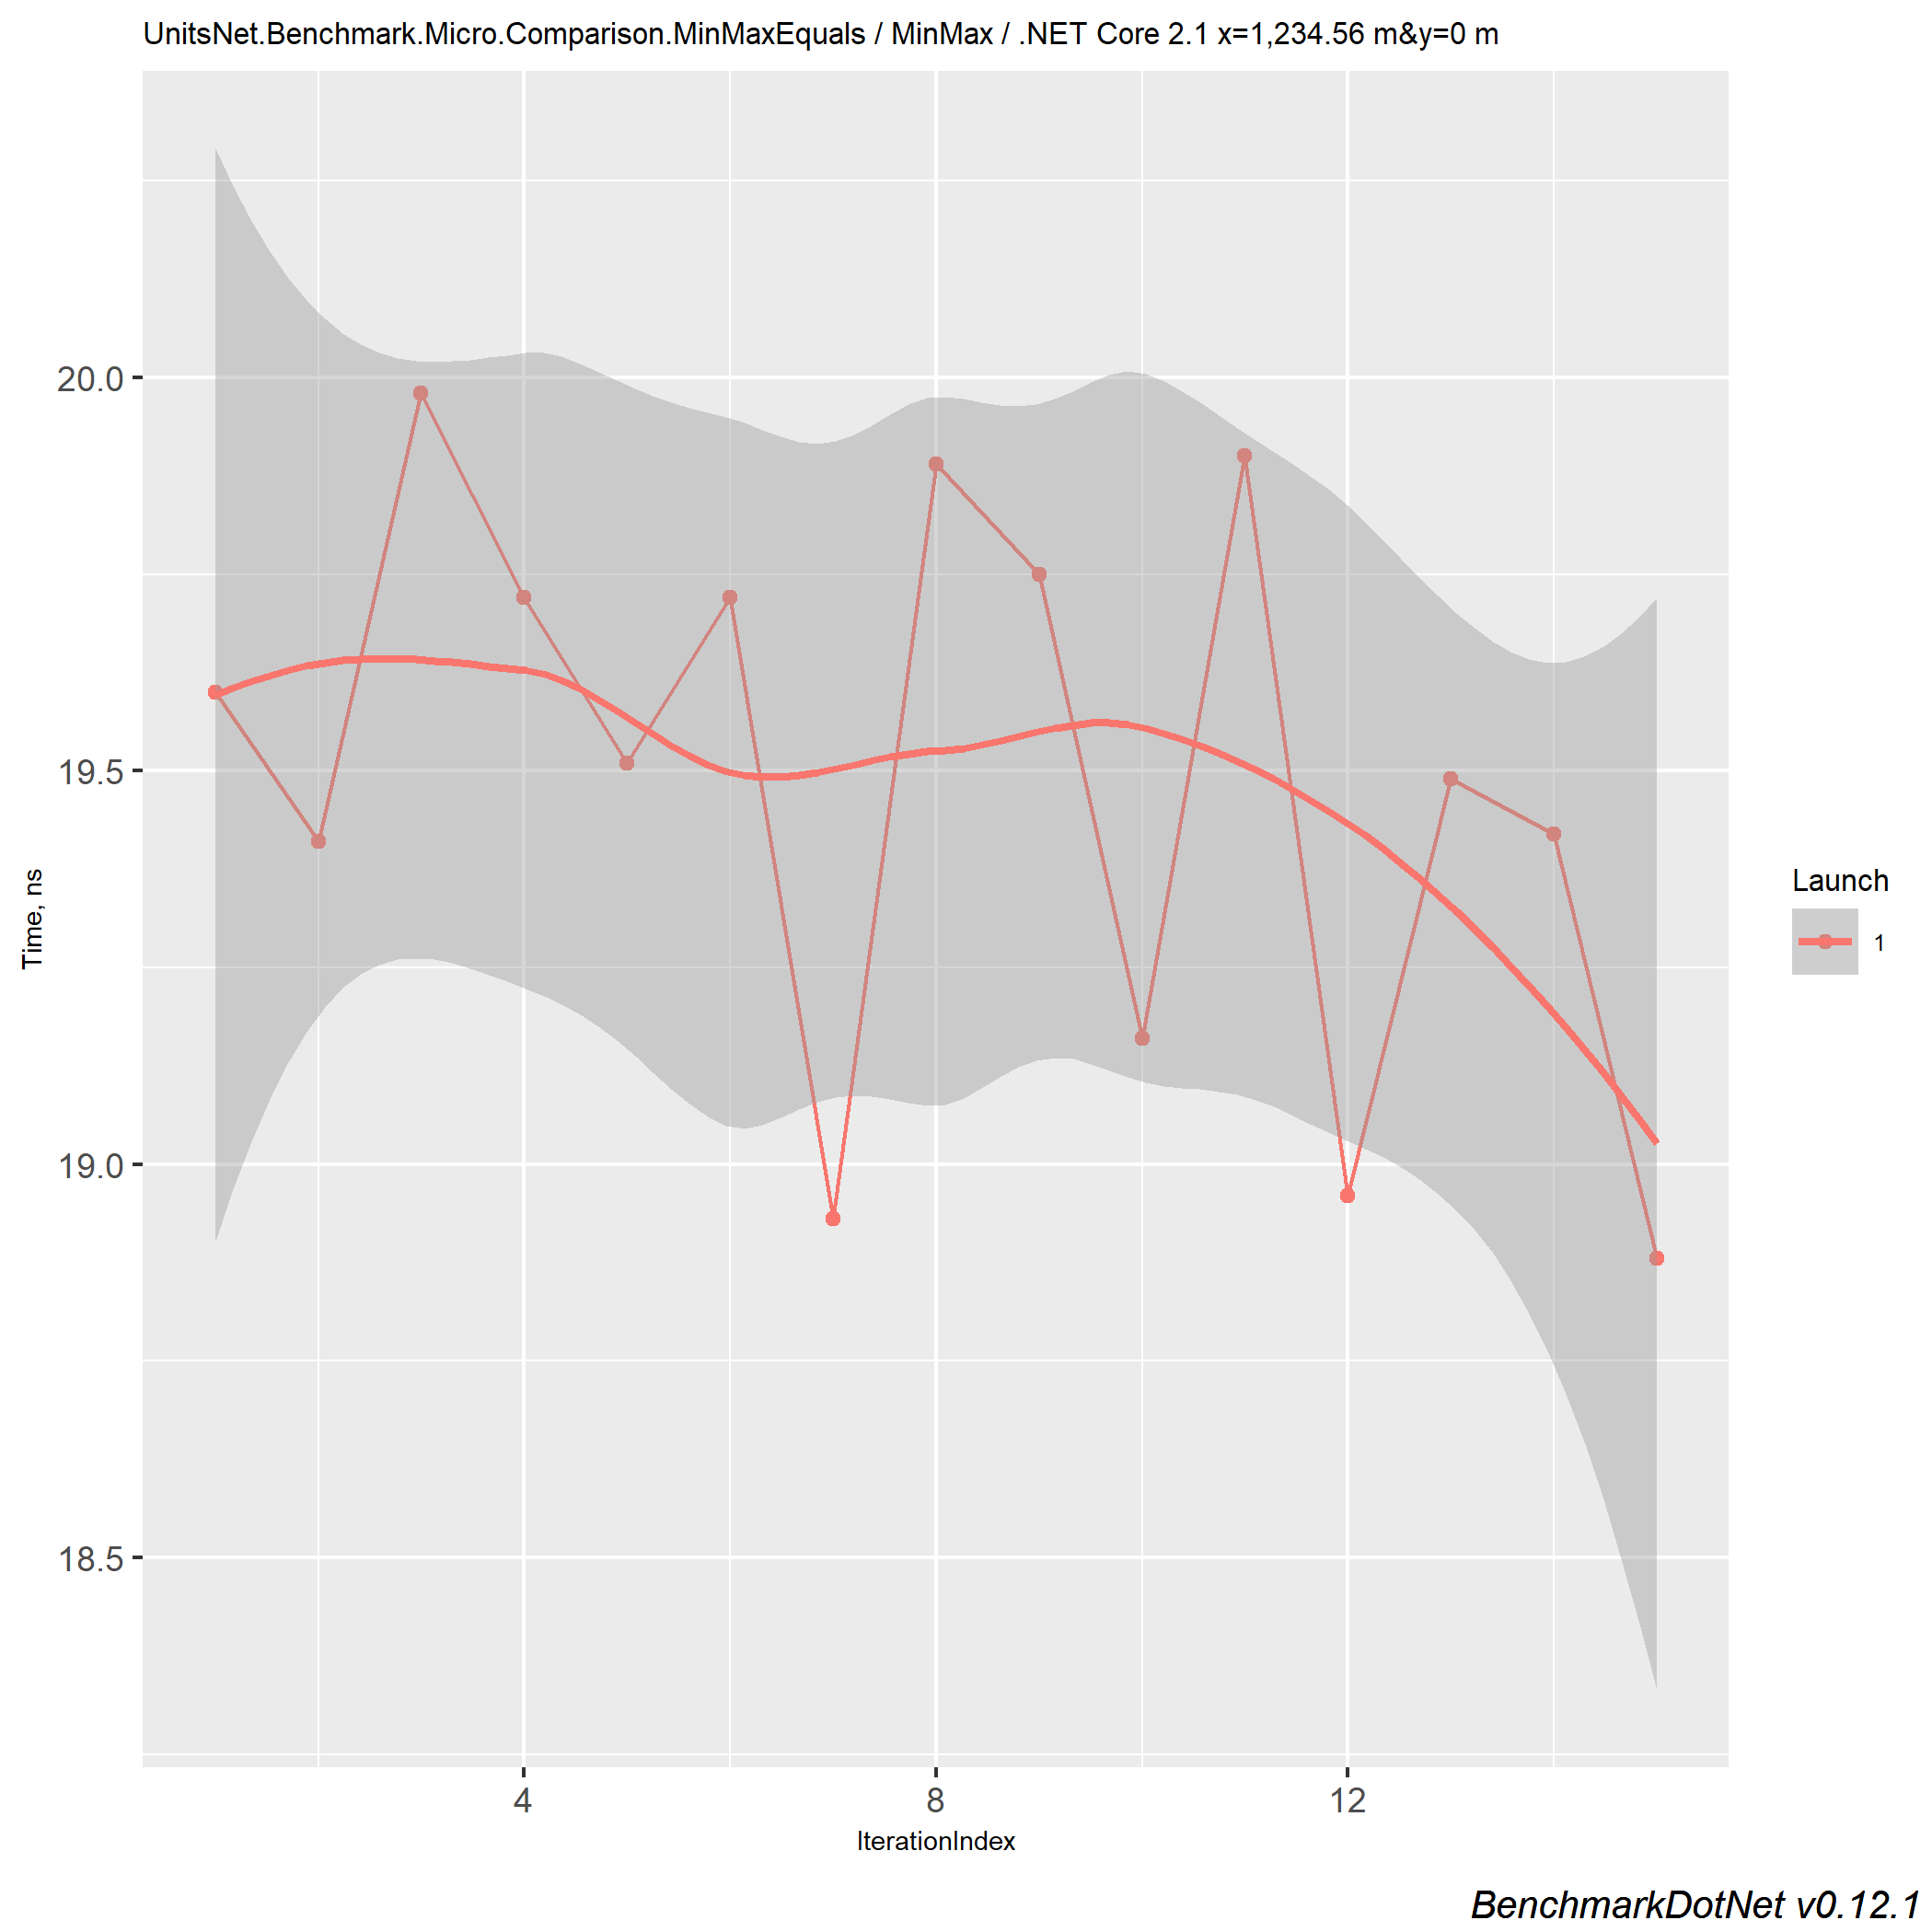 UnitsNet.Benchmark.Micro.Comparison.MinMaxEquals / MinMax / .NET Core 2.1 x=1,234.56 m&y=0 m
20.0
19.5
19.0
18.5
Time, ns
4
8
12
IterationIndex
Launch
1
BenchmarkDotNet v0.12.1